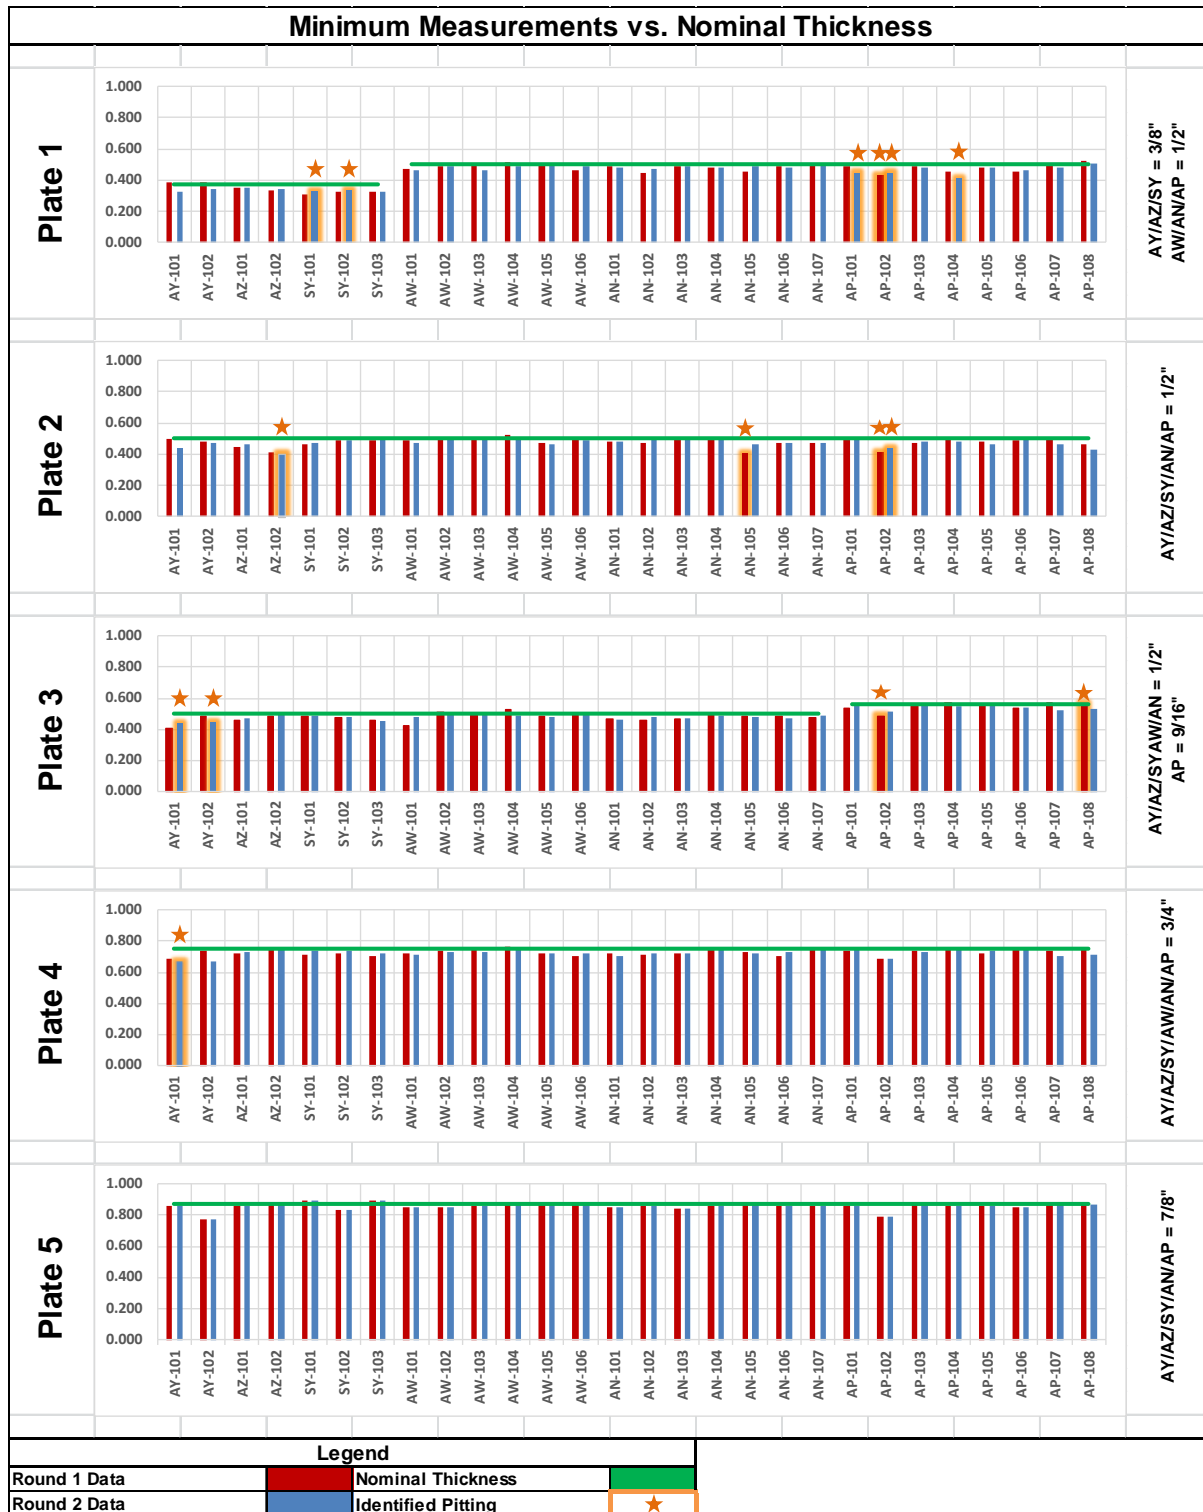 Minimum Measurements vs. Nominal Thickness
Plate 1
1.000
0.800
0.600
0.400
0.200
0.000
AY-101
AY-102
AZ-101
AZ-102
SY-101
SY-102
SY-103
AW-101
AW-102
AW-103
AW-104
AW-105
AW-106
AN-101
AN-102
AN-103
AN-104
AN-105
AN-106
AN-107
AP-101
AP-102
AP-103
AP-104
AP-105
AP-106
AP-107
AP-108
AY/AZ/SY = 3/8"
AW/AN/AP = 1/2"
Plate 2
1.000
0.800
0.600
0.400
0.200
0.000
AY-101
AY-102
AZ-101
AZ-102
SY-101
SY-102
SY-103
AW-101
AW-102
AW-103
AW-104
AW-105
AW-106
AN-101
AN-102
AN-103
AN-104
AN-105
AN-106
AN-107
AP-101
AP-102
AP-103
AP-104
AP-105
AP-106
AP-107
AP-108
AY/AZ/SY/AN/AP = 1/2"
Plate 3
1.000
0.800
0.600
0.400
0.200
0.000
AY-101
AY-102
AZ-101
AZ-102
SY-101
SY-102
SY-103
AW-101
AW-102
AW-103
AW-104
AW-105
AW-106
AN-101
AN-102
AN-103
AN-104
AN-105
AN-106
AN-107
AP-101
AP-102
AP-103
AP-104
AP-105
AP-106
AP-107
AP-108
AY/AZ/SYAW/AN = 1/2"
AP = 9/16"
Plate 4
1.000
0.800
0.600
0.400
0.200
0.000
AY-101
AY-102
AZ-101
AZ-102
SY-101
SY-102
SY-103
AW-101
AW-102
AW-103
AW-104
AW-105
AW-106
AN-101
AN-102
AN-103
AN-104
AN-105
AN-106
AN-107
AP-101
AP-102
AP-103
AP-104
AP-105
AP-106
AP-107
AP-108
AY/AZ/SY/AW/AN/AP = 3/4"
Plate 5
1.000
0.800
0.600
0.400
0.200
0.000
AY-101
AY-102
AZ-101
AZ-102
SY-101
SY-102
SY-103
AW-101
AW-102
AW-103
AW-104
AW-105
AW-106
AN-101
AN-102
AN-103
AN-104
AN-105
AN-106
AN-107
AP-101
AP-102
AP-103
AP-104
AP-105
AP-106
AP-107
AP-108
AY/AZ/SY/AN/AP = 7/8"
Legend
Round 1 Data
Nominal Thickness
Round 2 Data
Identified Pitting